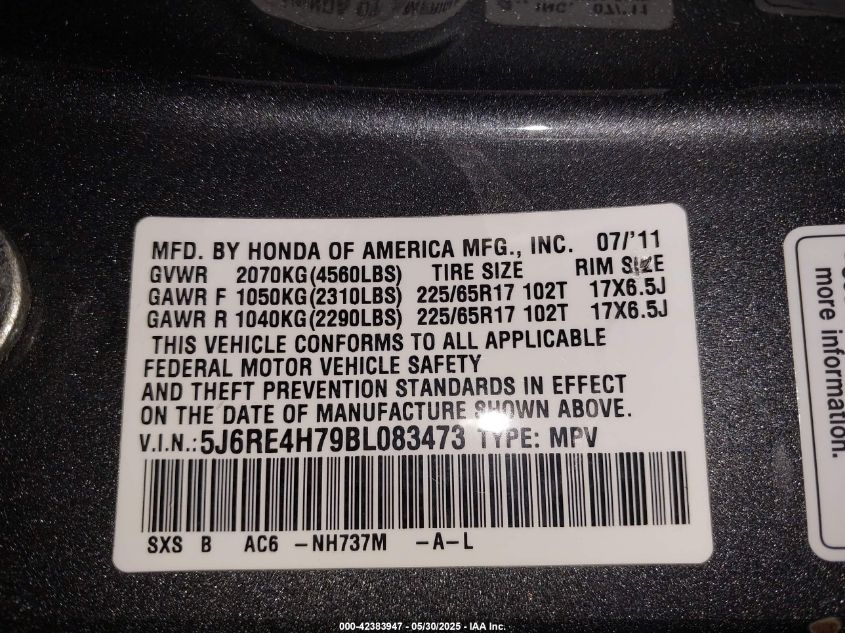 INC. 07/'11
MFD. BY HONDA OF AMERICA MFG., INC. 07/'11
GVWR 2070KG(4560LBS) TIRE SIZE RIM SIZE
GAWR F 1050KG(2310LBS) 225/65R17 102T 17X6.5J
GAWR R 1040KG(2290LBS) 225/65R17 102T 17X6.5J
THIS VEHICLE CONFORMS TO ALL APPLICABLE
FEDERAL MOTOR VEHICLE SAFETY
AND THEFT PREVENTION STANDARDS IN EFFECT
ON THE DATE OF MANUFACTURE SHOWN ABOVE.
V.I.N.: 5J6RE4H79BL083473 TYPE: MPV
SXS B AC6 -NH737M -A-L
more information.
000-42383947 - 05/30/2025 - IAA Inc.